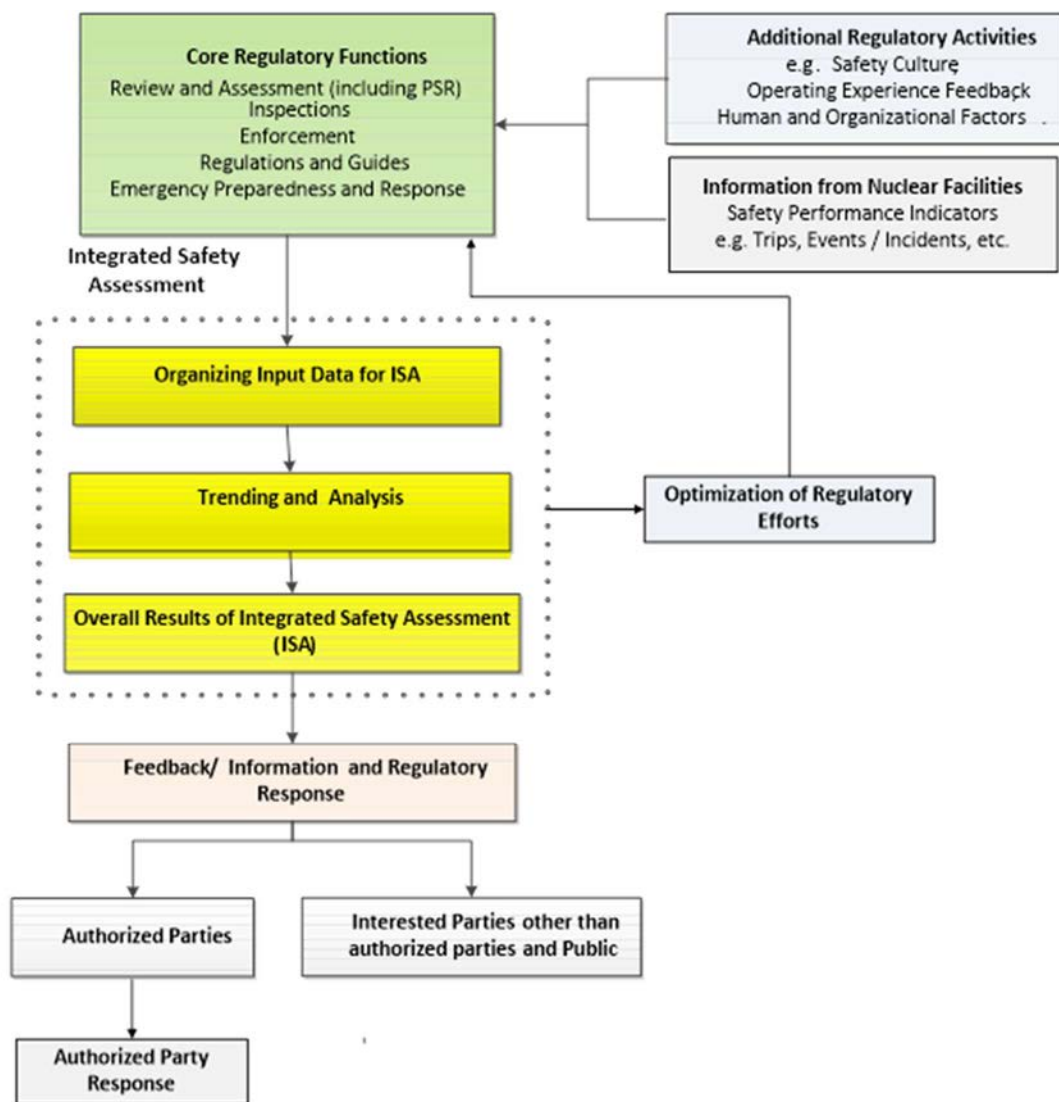 Core Regulatory Functions
Review and Assessment (including PSR)
Inspections
Enforcement
Regulations and Guides
Emergency Preparedness and Response
Additional Regulatory Activities
e.g. Safety Culture,
Operating Experience Feedback,
Human and Organizational Factors .
Information from Nuclear Facilities
Safety Performance Indicators
e.g. Trips, Events / Incidents, etc.
Integrated Safety
Assessment
Organizing Input Data for ISA
Trending and Analysis
Optimization of Regulatory
Efforts
Overall Results of Integrated Safety Assessment
(ISA)
Feedback/ Information and Regulatory
Response
Authorized Parties
Interested Parties other than
authorized parties and Public
Authorized Party
Response